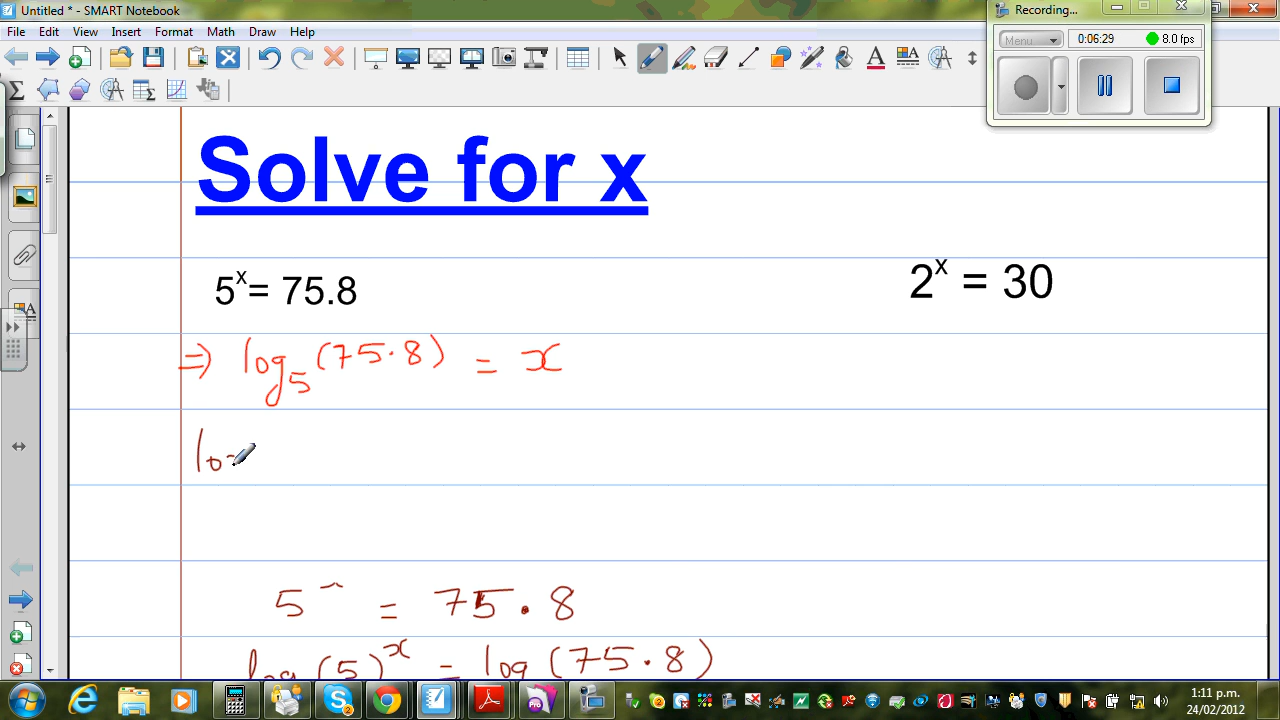 Untitled * - SMART Notebook
Recording...
File Edit View Insert Format Math Draw Help
Menu 0:06:29 8.0 fps
Solve for x
5ˣ= 75.8
2ˣ = 30
⇒ log₅(75.8) = x
lo
5ˣ = 75.8
log(5)ˣ = log(75.8)
1:11 p.m.
24/02/2012